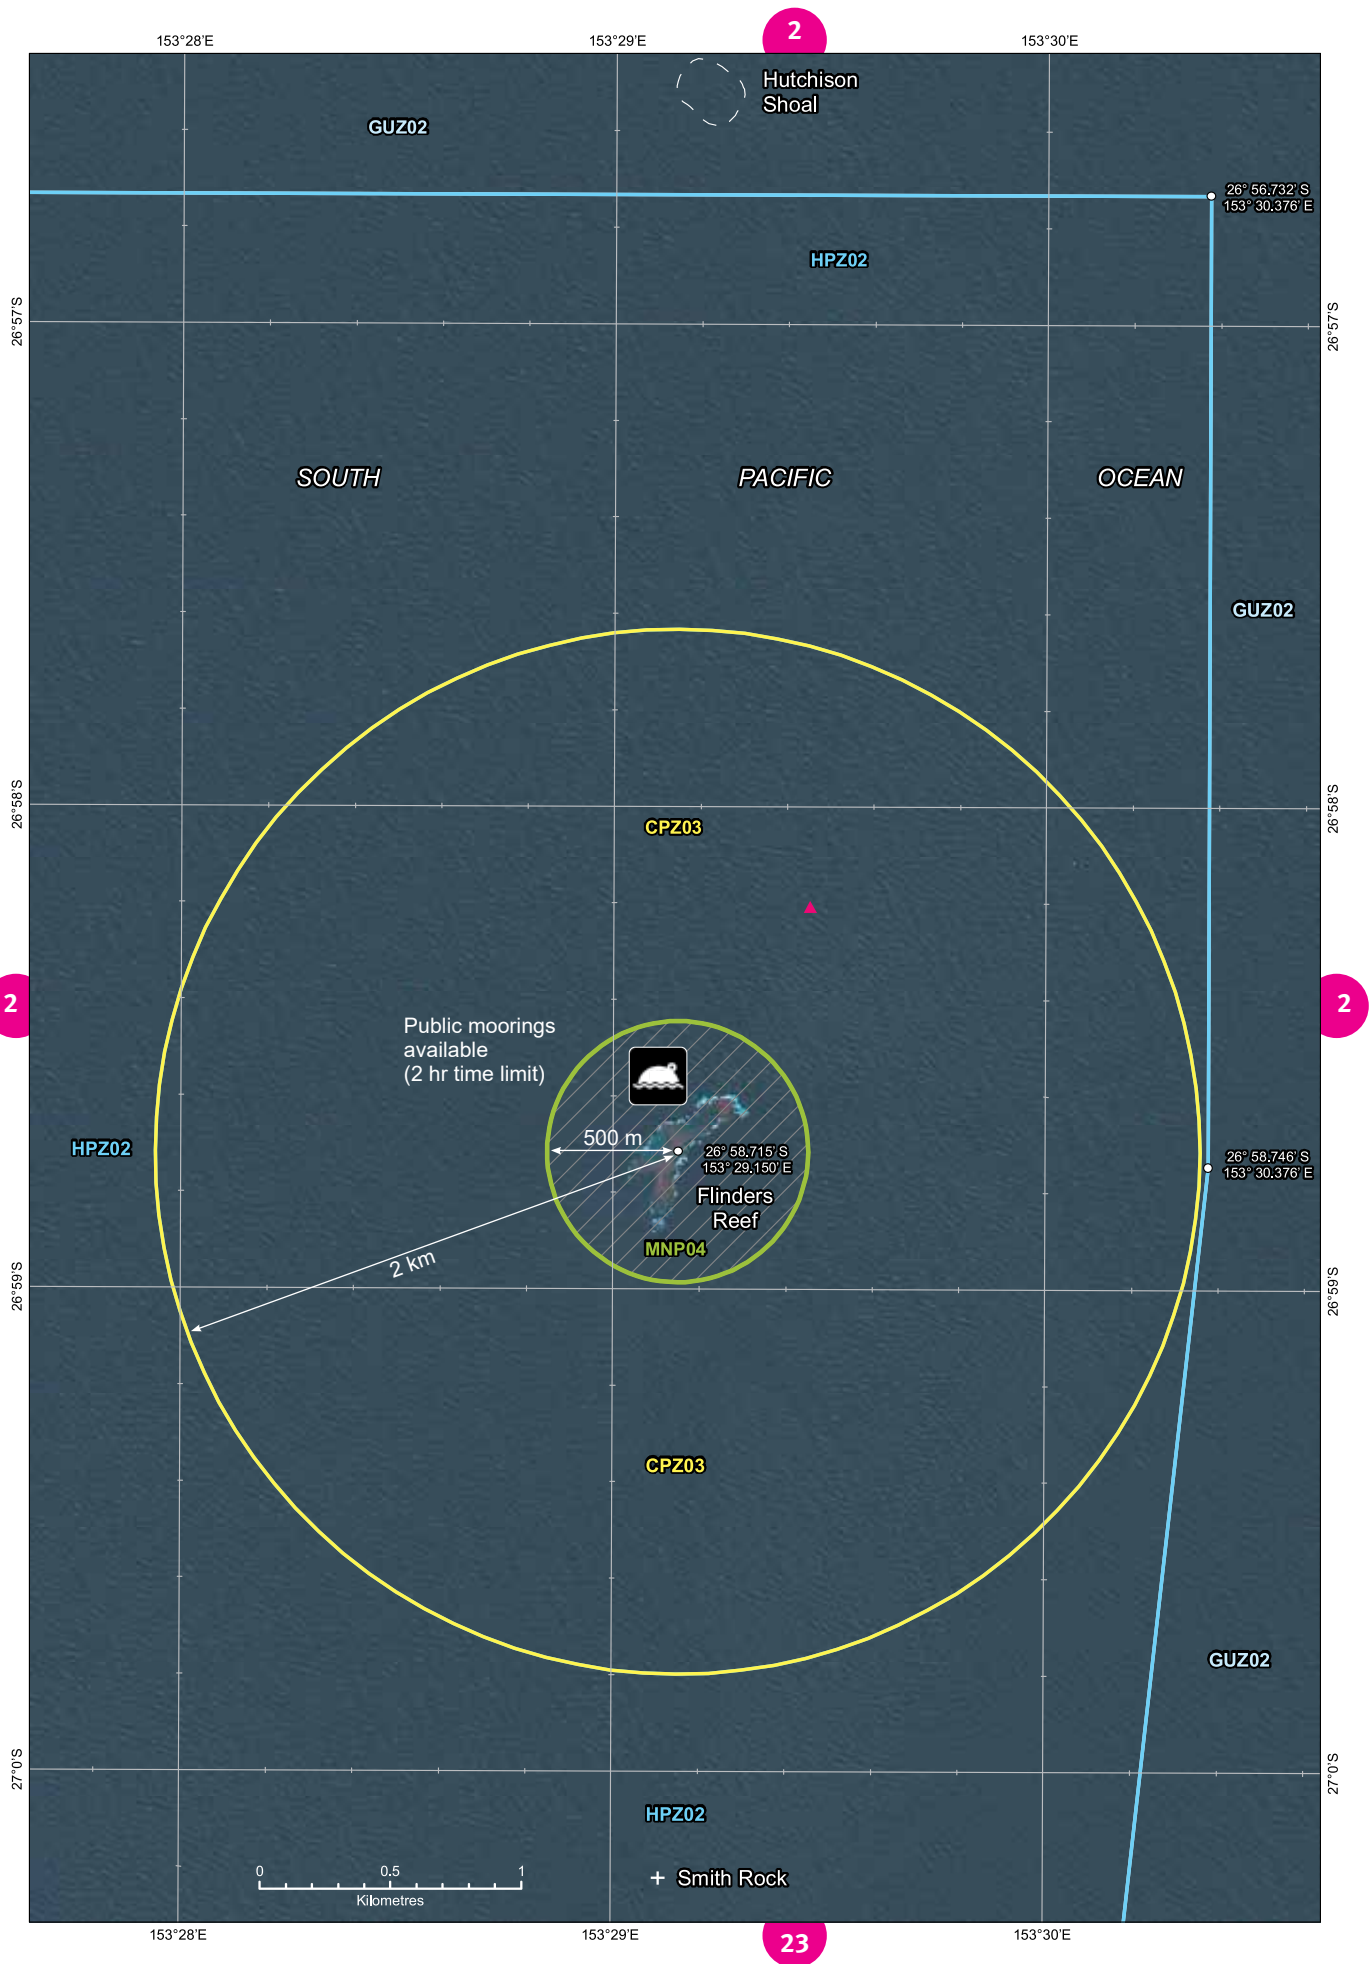 2
153°28'E
153°29'E
153°30'E
Hutchison
Shoal
GUZ02
26° 56.732' S
153° 30.376' E
HPZ02
26°57'S
26°57'S
SOUTH PACIFIC OCEAN
GUZ02
26°58'S
26°58'S
CPZ03
2
2
Public moorings
available
(2 hr time limit)
HPZ02
500 m
26° 58.715' S
153° 29.150' E
26° 58.746' S
153° 30.376' E
Flinders
Reef
MNP04
2 km
26°59'S
26°59'S
CPZ03
GUZ02
27°0'S
27°0'S
HPZ02
0 0.5 1
Kilometres
Smith Rock
153°28'E
153°29'E
153°30'E
23